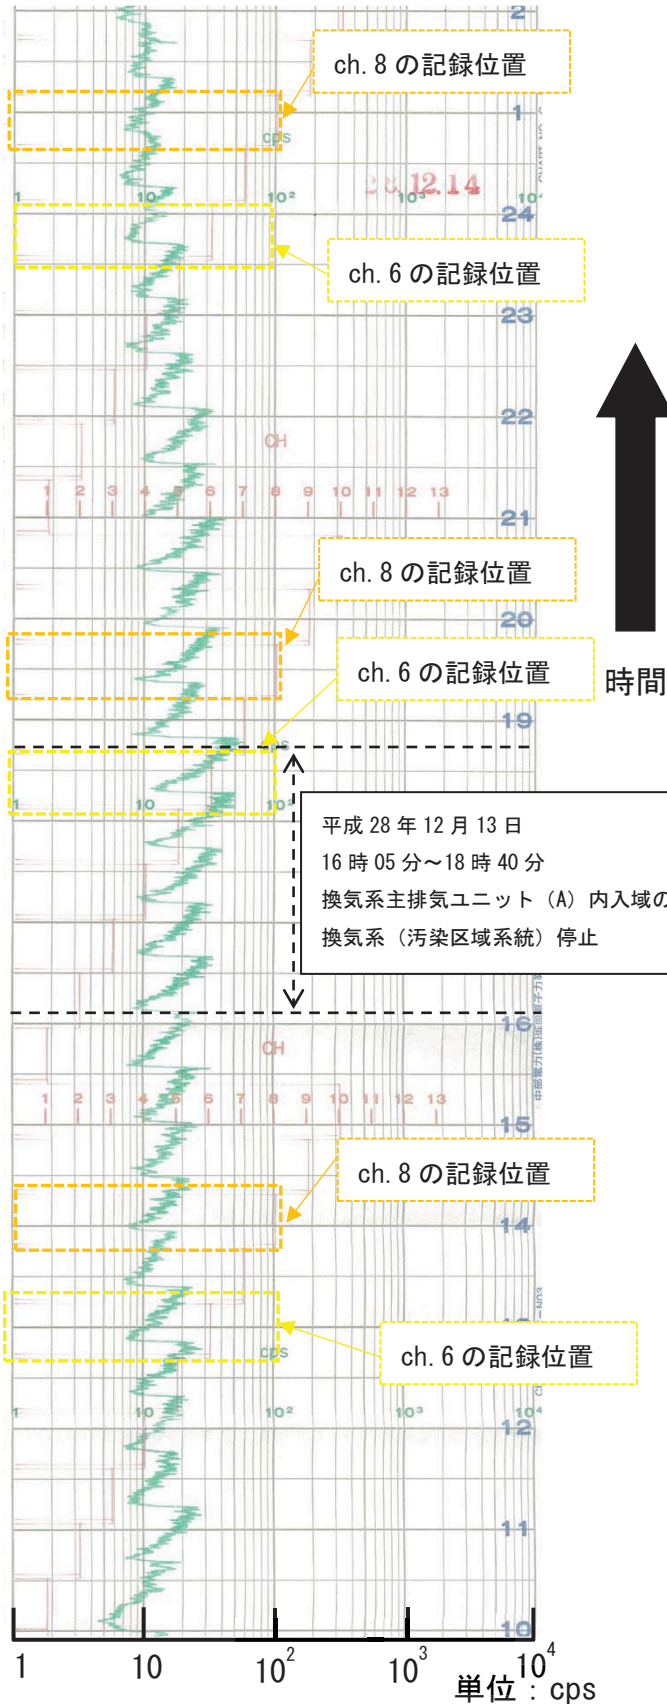 2
ch. 8 の記録位置
1
cps
1 10 10² 10³ 10⁴
28.12.14
24
ch. 6 の記録位置
23
22
CH
1 2 3 4 5 6 7 8 9 10 11 12 13
21
ch. 8 の記録位置
20
ch. 6 の記録位置
時間
19
cps
1 10 10²
平成 28 年 12 月 13 日
16 時 05 分～18 時 40 分
換気系主排気ユニット（A）内入域の
換気系（汚染区域系統）停止
16
CH
1 2 3 4 5 6 7 8 9 10 11 12 13
15
ch. 8 の記録位置
14
cps
ch. 6 の記録位置
1 10 10² 10³ 10⁴
12
11
10
1 10 10² 10³ 10⁴
単位：cps